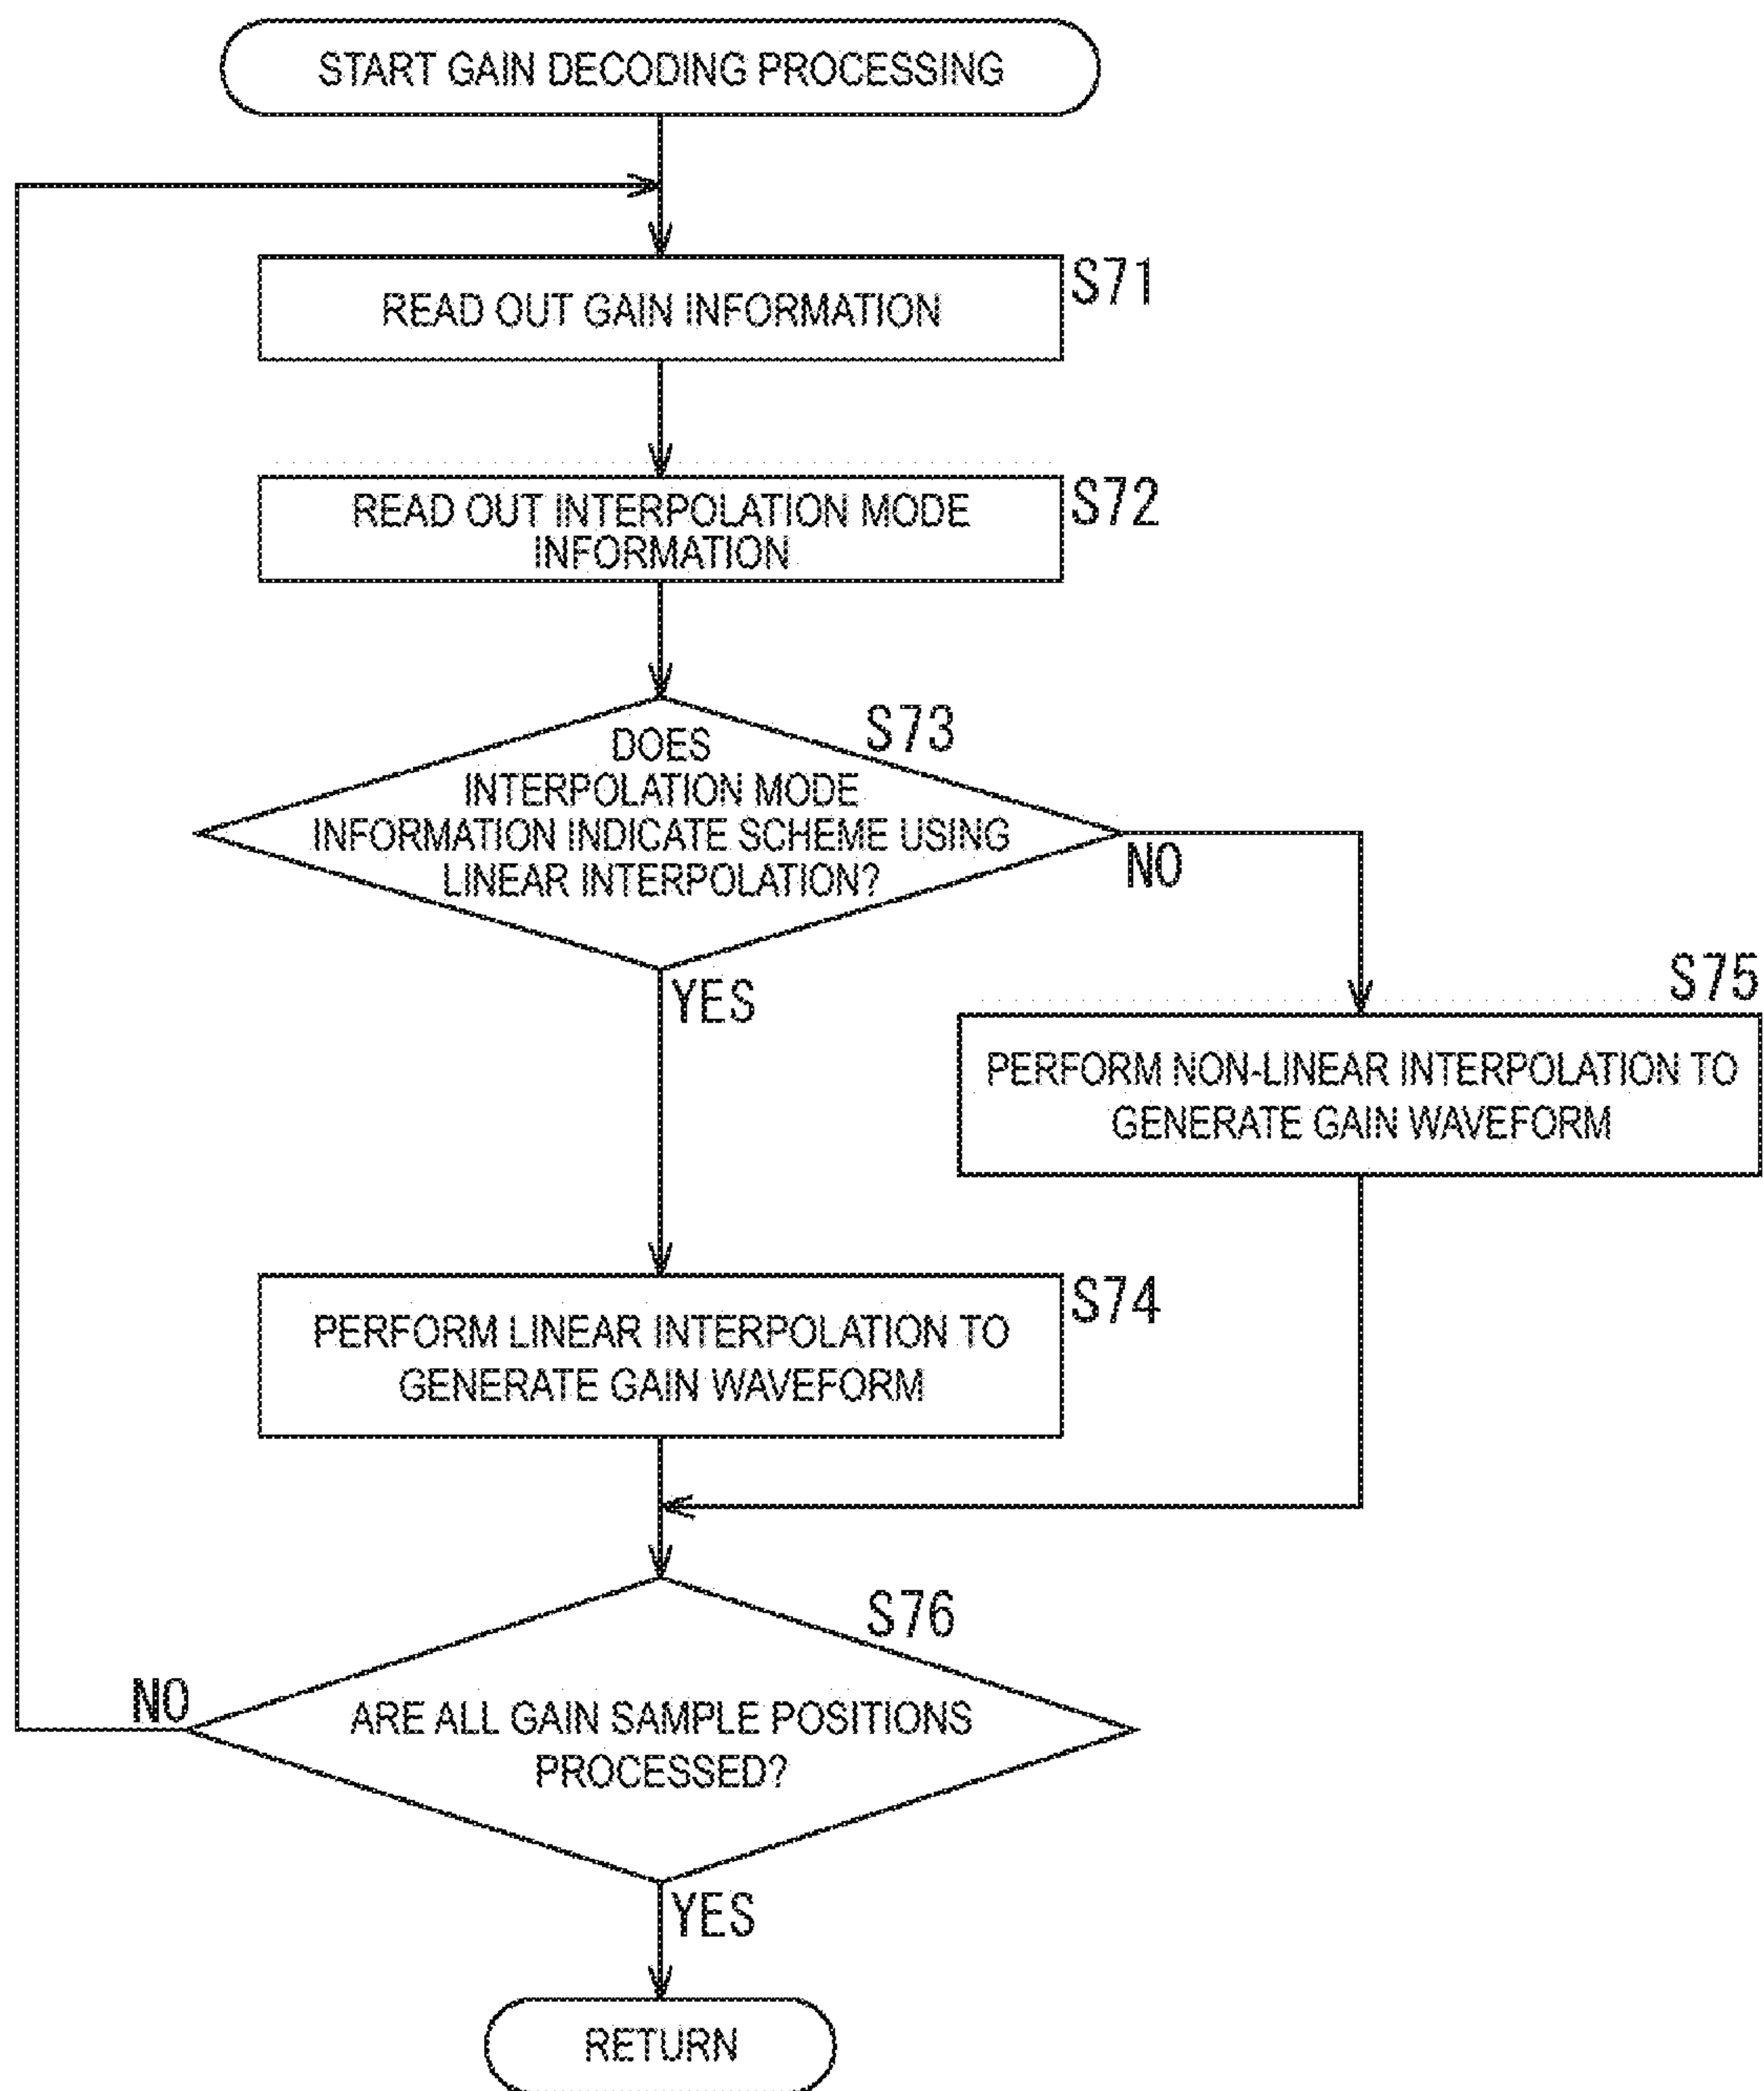 START GAIN DECODING PROCESSING
S71
READ OUT GAIN INFORMATION
S72
READ OUT INTERPOLATION MODE
INFORMATION
S73
DOES
INTERPOLATION MODE
INFORMATION INDICATE SCHEME USING
LINEAR INTERPOLATION?
NO
YES
S75
PERFORM NON-LINEAR INTERPOLATION TO
GENERATE GAIN WAVEFORM
S74
PERFORM LINEAR INTERPOLATION TO
GENERATE GAIN WAVEFORM
S76
NO
ARE ALL GAIN SAMPLE POSITIONS
PROCESSED?
YES
RETURN